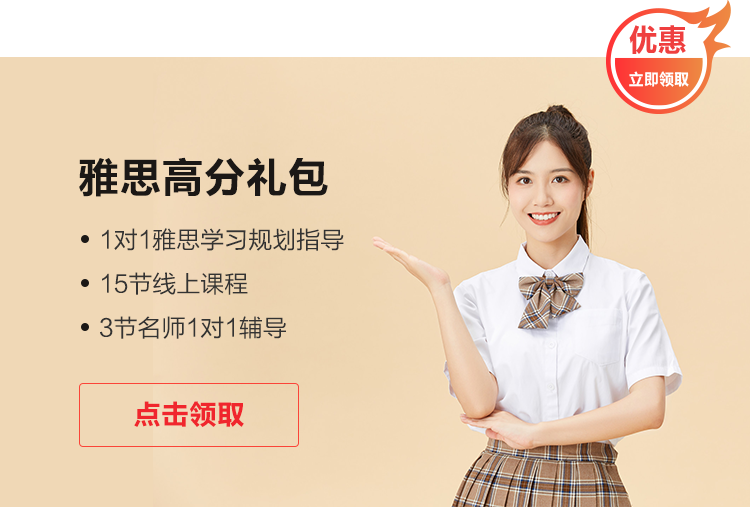 优惠
立即领取
雅思高分礼包
• 1对1雅思学习规划指导
• 15节线上课程
• 3节名师1对1辅导
点击领取